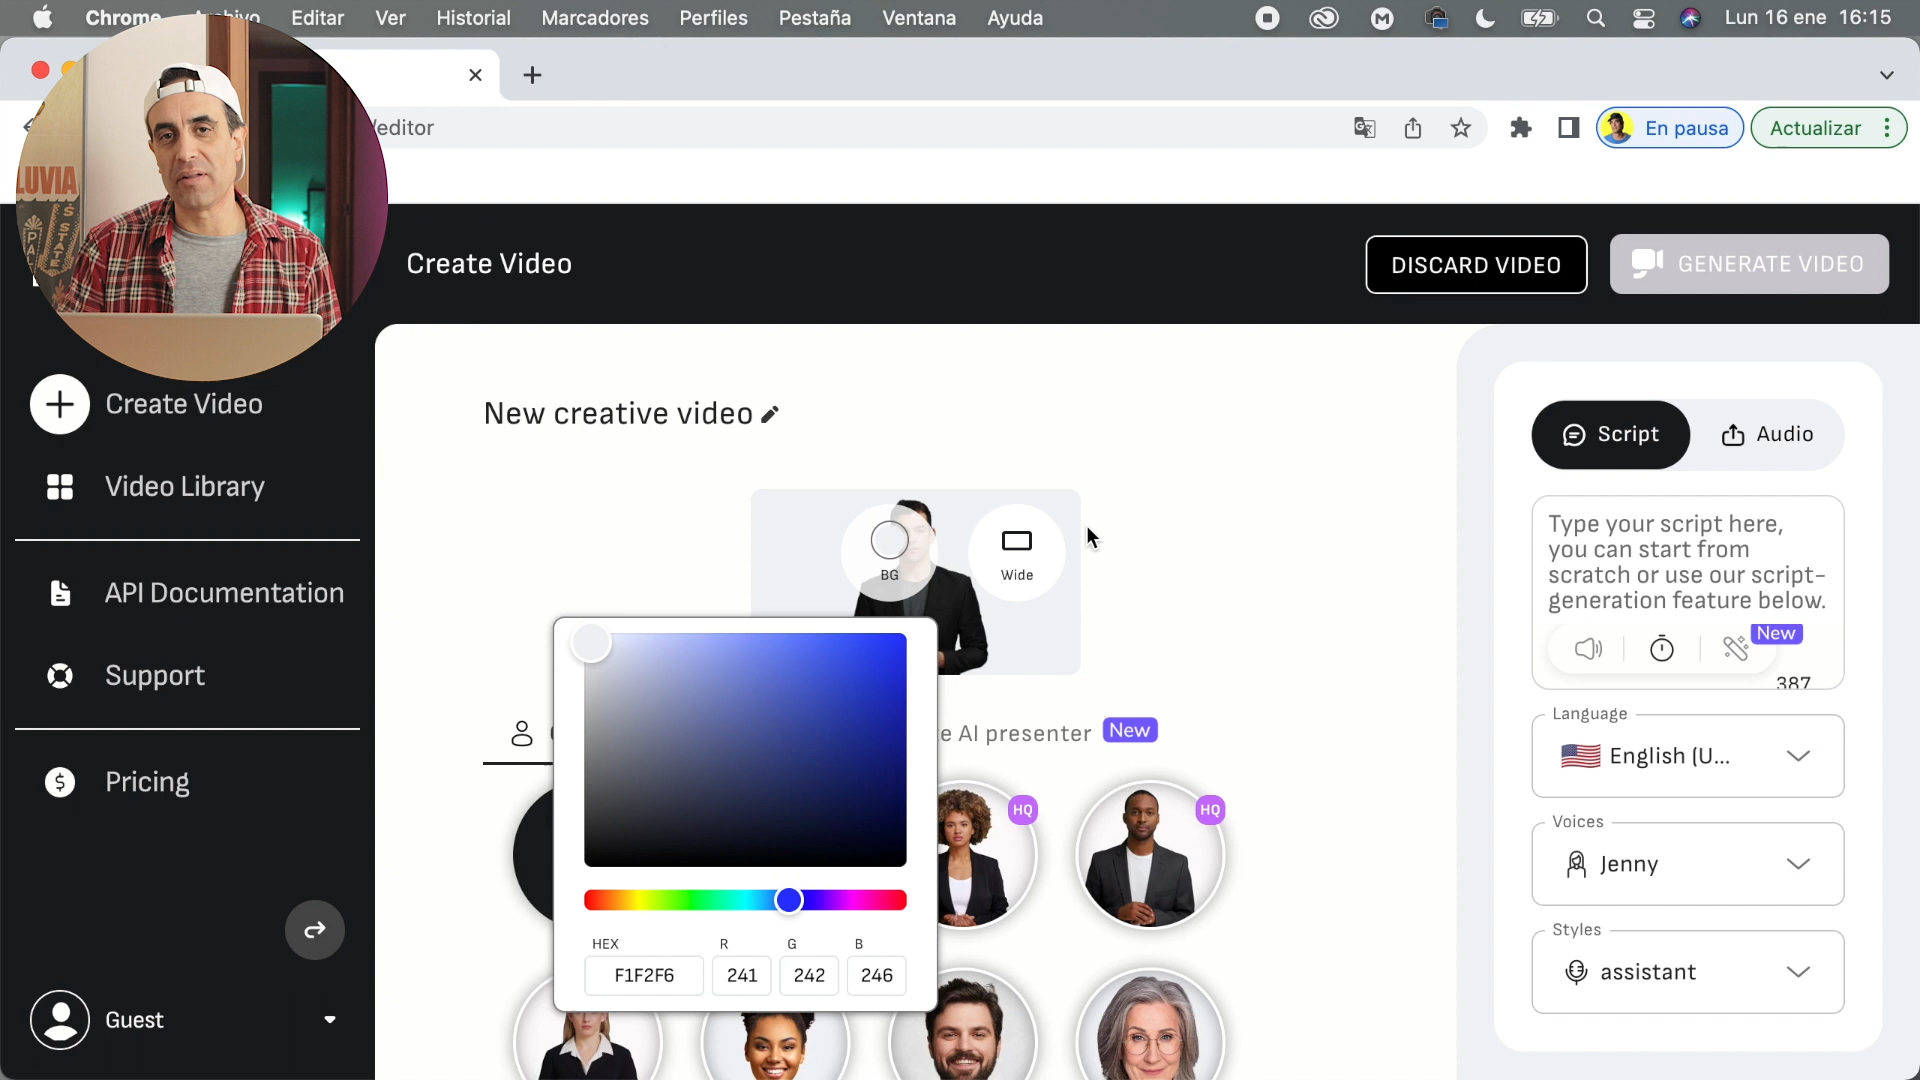 Chrome
Editar
Ver
Historial
Marcadores
Perfiles
Pestaña
Ventana
Ayuda
Lun 16 ene 16:15
/editor
En pausa
Actualizar
LUVIA
Create Video
DISCARD VIDEO
GENERATE VIDEO
Create Video
Video Library
API Documentation
Support
Pricing
Guest
New creative video
BG
Wide
e AI presenter
New
HQ
HQ
HEX
R
G
B
F1F2F6
241
242
246
Script
Audio
Type your script here,
you can start from
scratch or use our script-
generation feature below.
New
387
Language
English (U...
Voices
Jenny
Styles
assistant